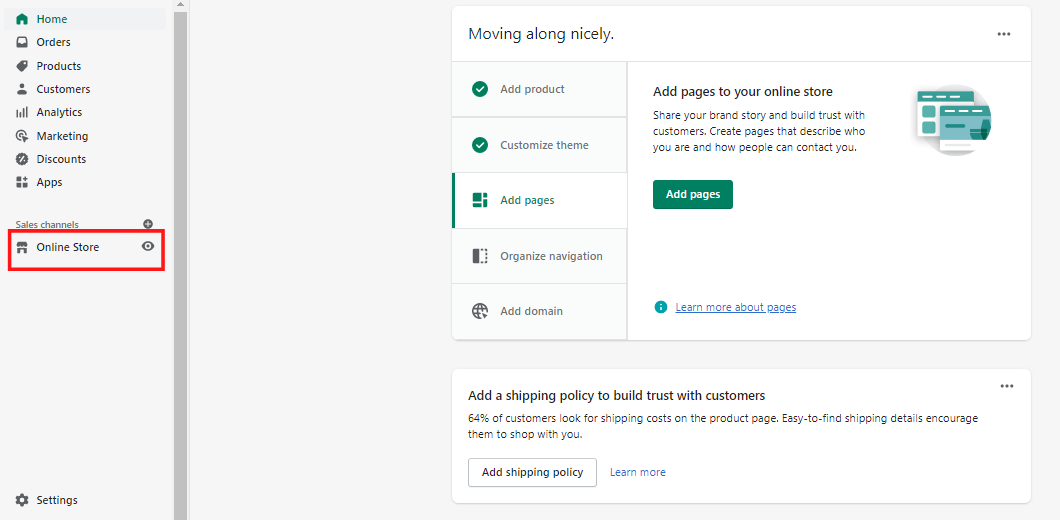 Home
Orders
Products
Customers
Analytics
Marketing
Discounts
Apps
Sales channels
Online Store
Settings
Moving along nicely.
Add product
Customize theme
Add pages
Organize navigation
Add domain
Add pages to your online store
Share your brand story and build trust with
customers. Create pages that describe who
you are and how people can contact you.
Add pages
Learn more about pages
Add a shipping policy to build trust with customers
64% of customers look for shipping costs on the product page. Easy-to-find shipping details encourage
them to shop with you.
Add shipping policy
Learn more